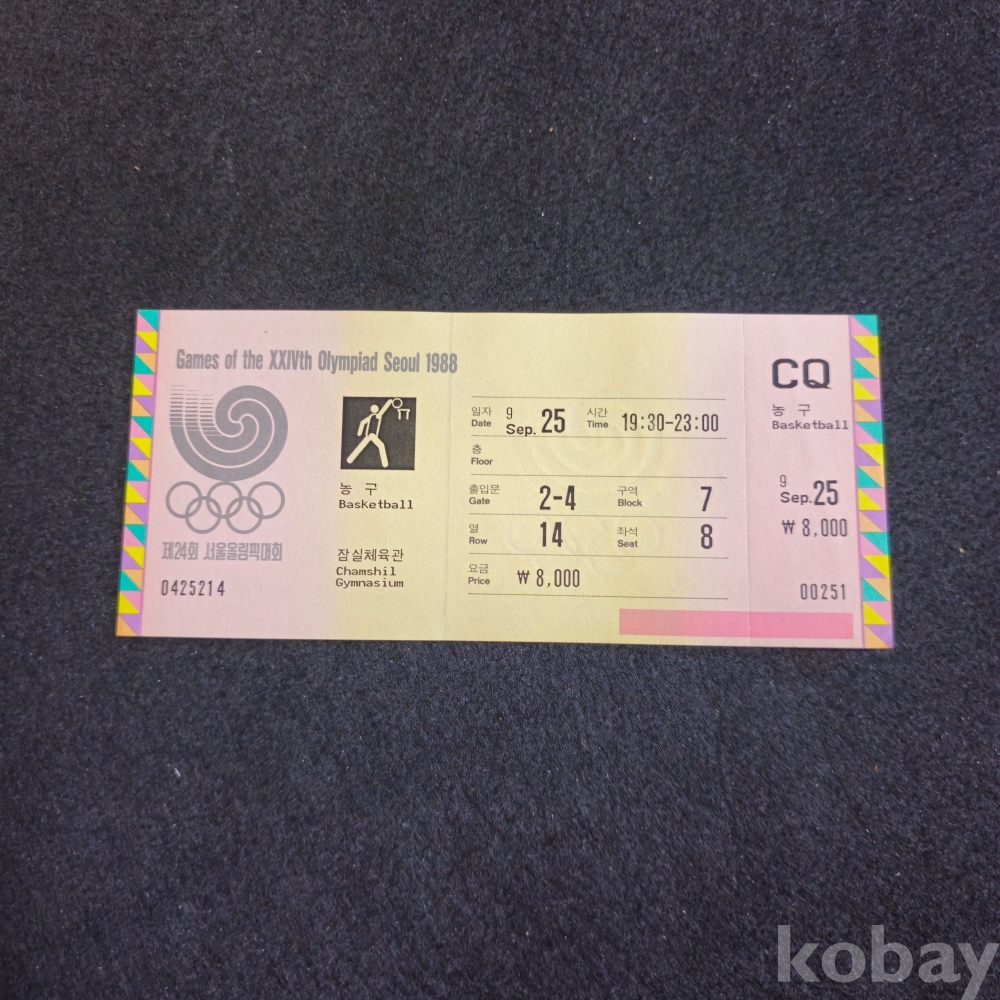 Games of the XXIVth Olympiad Seoul 1988
제24회 서울올림픽대회
0425214
농 구
Basketball
잠실체육관
Chamshil
Gymnasium
일자 9 시간
Date Sep. 25 Time 19:30-23:00
층
Floor
출입문 구역
Gate 2-4 Block 7
열 좌석
Row 14 Seat 8
요금
Price ₩ 8,000
CQ
농 구
Basketball
9
Sep. 25
₩ 8,000
00251
kobay